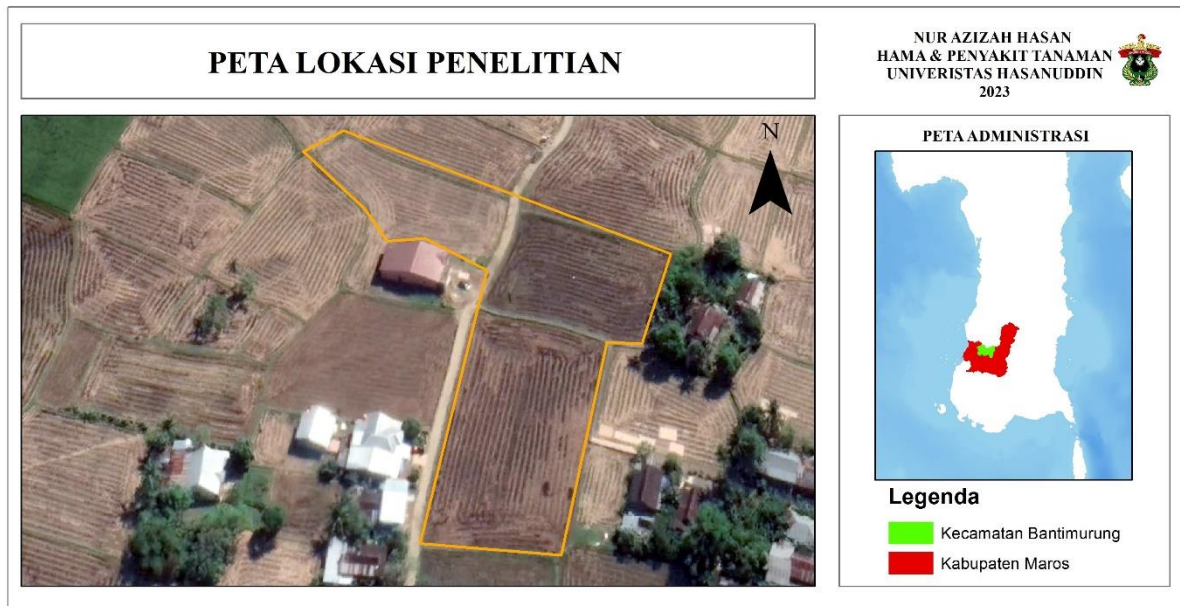 PETA LOKASI PENELITIAN
NUR AZIZAH HASAN
HAMA & PENYAKIT TANAMAN
UNIVERISTAS HASANUDDIN
2023
N
PETA ADMINISTRASI
Legenda
Kecamatan Bantimurung
Kabupaten Maros